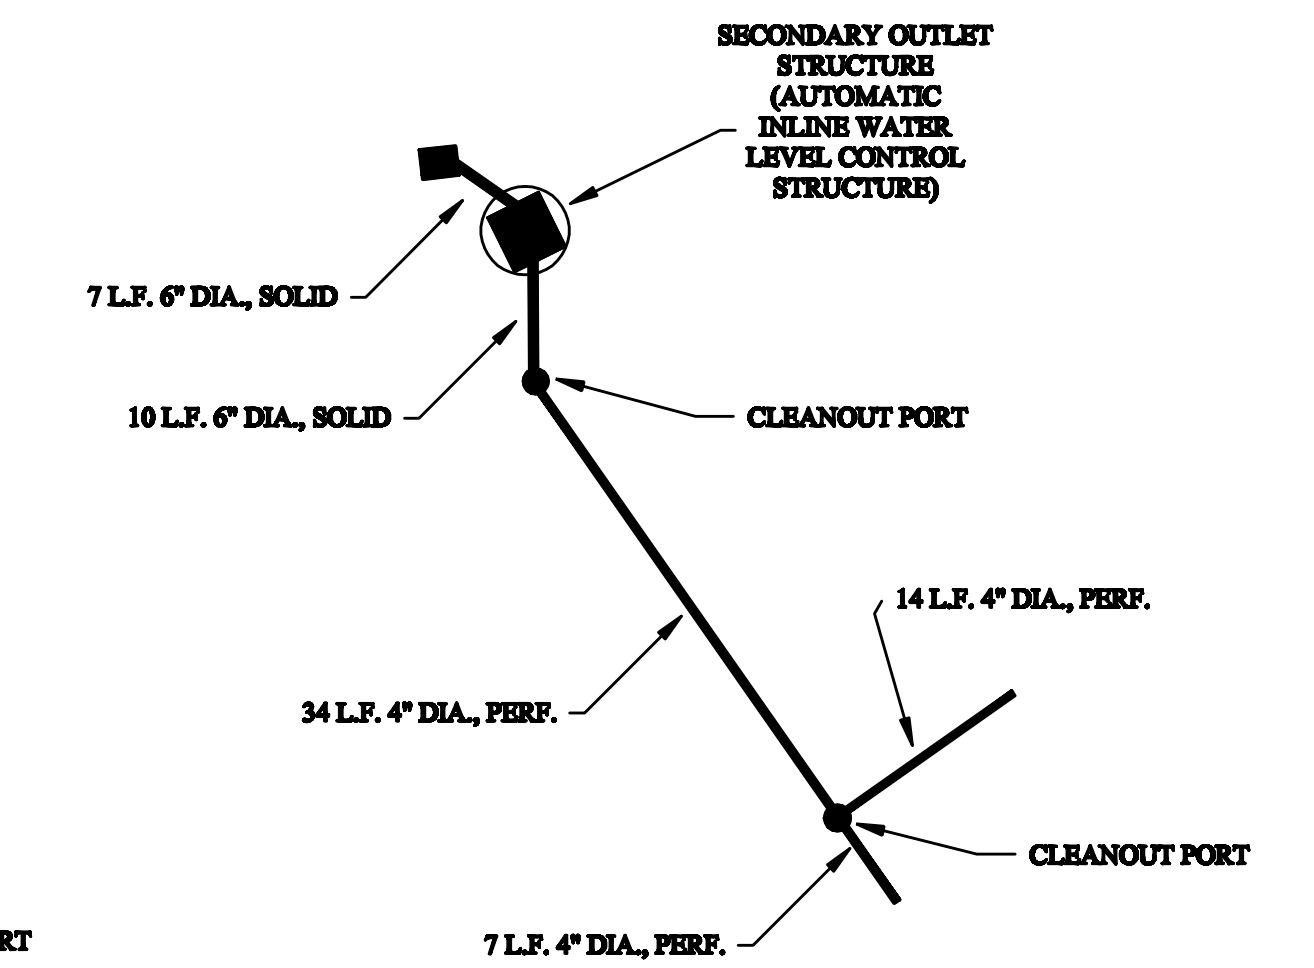 SECONDARY OUTLET
STRUCTURE
(AUTOMATIC
INLINE WATER
LEVEL CONTROL
STRUCTURE)
7 L.F. 6" DIA., SOLID
10 L.F. 6" DIA., SOLID
CLEANOUT PORT
14 L.F. 4" DIA., PERF.
34 L.F. 4" DIA., PERF.
CLEANOUT PORT
RT
7 L.F. 4" DIA., PERF.